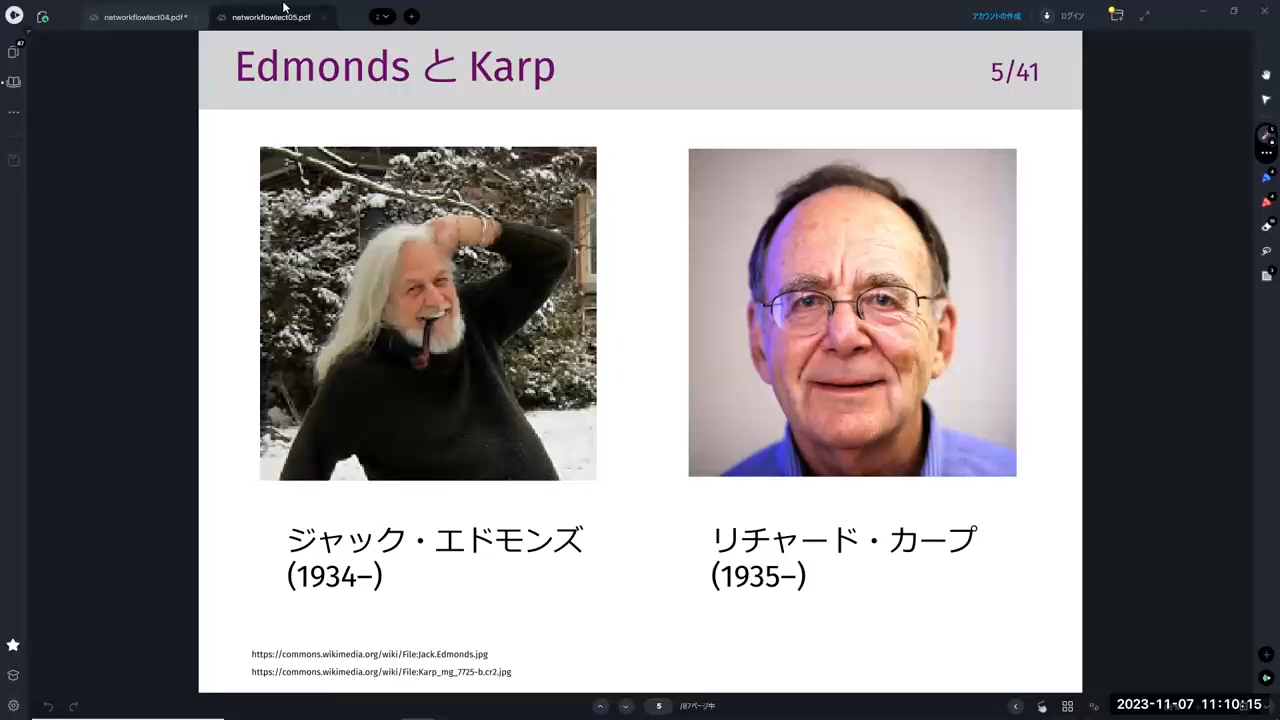 networkflowlect04.pdf*
networkflowlect05.pdf
2
アカウントの作成
ログイン
87
Edmonds と Karp
5/41
ジャック・エドモンズ
(1934–)
リチャード・カープ
(1935–)
https://commons.wikimedia.org/wiki/File:Jack.Edmonds.jpg
https://commons.wikimedia.org/wiki/File:Karp_mg_7725-b.cr2.jpg
5
/87ページ中
2023-11-07 11:10:15